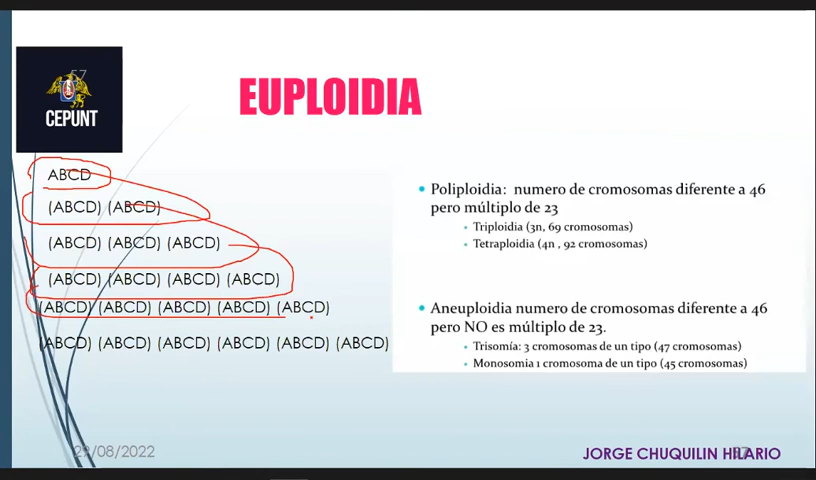 57
CEPUNT
EUPLOIDIA
ABCD
(ABCD) (ABCD)
(ABCD) (ABCD) (ABCD)
(ABCD) (ABCD) (ABCD) (ABCD)
(ABCD) (ABCD) (ABCD) (ABCD) (ABCD)
(ABCD) (ABCD) (ABCD) (ABCD) (ABCD) (ABCD)
• Poliploidia: numero de cromosomas diferente a 46
pero múltiplo de 23
• Triploidia (3n, 69 cromosomas)
• Tetraploidia (4n , 92 cromosomas)
• Aneuploidia numero de cromosomas diferente a 46
pero NO es múltiplo de 23.
• Trisomía: 3 cromosomas de un tipo (47 cromosomas)
• Monosomia 1 cromosoma de un tipo (45 cromosomas)
29/08/2022
JORGE CHUQUILIN HILARIO